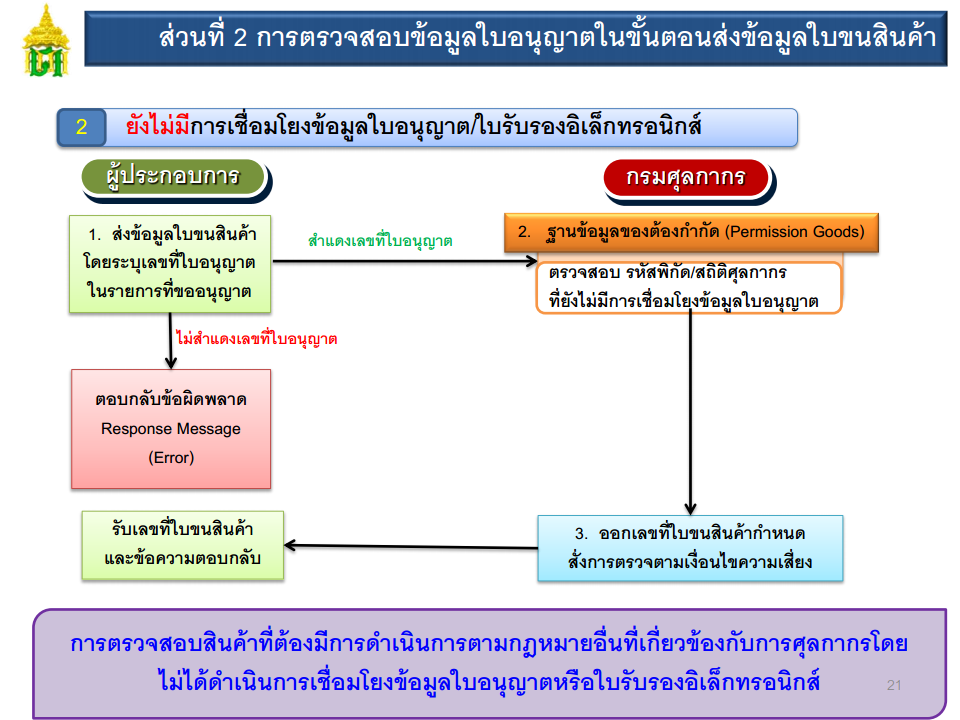 ส่วนที่ 2 การตรวจสอบข้อมูลใบอนุญาตในขั้นตอนส่งข้อมูลใบขนสินค้า
2 ยังไม่มีการเชื่อมโยงข้อมูลใบอนุญาต/ใบรับรองอิเล็กทรอนิกส์
ผู้ประกอบการ
กรมศุลกากร
1. ส่งข้อมูลใบขนสินค้า
โดยระบุเลขที่ใบอนุญาต
ในรายการที่ขออนุญาต
สำแดงเลขที่ใบอนุญาต
2. ฐานข้อมูลของต้องกำกัด (Permission Goods)
ตรวจสอบ รหัสพิกัด/สถิติศุลกากร
ที่ยังไม่มีการเชื่อมโยงข้อมูลใบอนุญาต
ไม่สำแดงเลขที่ใบอนุญาต
ตอบกลับข้อผิดพลาด
Response Message
(Error)
รับเลขที่ใบขนสินค้า
และข้อความตอบกลับ
3. ออกเลขที่ใบขนสินค้ากำหนด
สั่งการตรวจตามเงื่อนไขความเสี่ยง
การตรวจสอบสินค้าที่ต้องมีการดำเนินการตามกฎหมายอื่นที่เกี่ยวข้องกับการศุลกากรโดย
ไม่ได้ดำเนินการเชื่อมโยงข้อมูลใบอนุญาตหรือใบรับรองอิเล็กทรอนิกส์
21